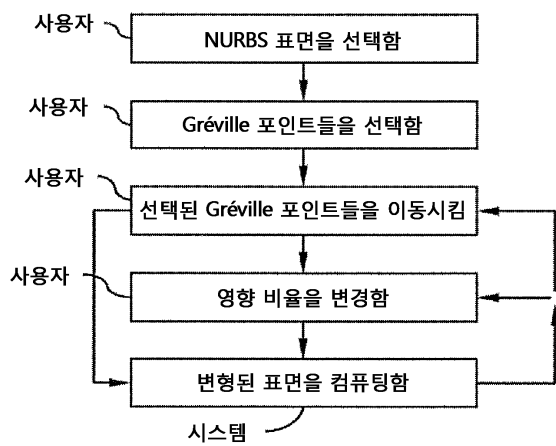 사용자
NURBS 표면을 선택함
사용자
Gréville 포인트들을 선택함
사용자
선택된 Gréville 포인트들을 이동시킴
사용자
영향 비율을 변경함
변형된 표면을 컴퓨팅함
시스템